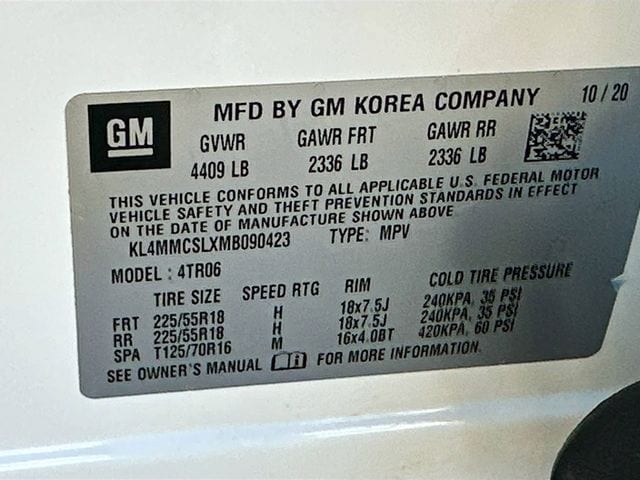 GM
MFD BY GM KOREA COMPANY 10/20
GVWR GAWR FRT GAWR RR
4409 LB 2336 LB 2336 LB
THIS VEHICLE CONFORMS TO ALL APPLICABLE U.S. FEDERAL MOTOR
VEHICLE SAFETY AND THEFT PREVENTION STANDARDS IN EFFECT
ON THE DATE OF MANUFACTURE SHOWN ABOVE
KL4MMCSLXMB090423 TYPE: MPV
MODEL : 4TR06
TIRE SIZE SPEED RTG RIM COLD TIRE PRESSURE
FRT 225/55R18 H 18x7.5J 240KPA, 35 PSI
RR 225/55R18 H 18x7.5J 240KPA, 35 PSI
SPA T125/70R16 M 16x4.0BT 420KPA, 60 PSI
SEE OWNER'S MANUAL FOR MORE INFORMATION.